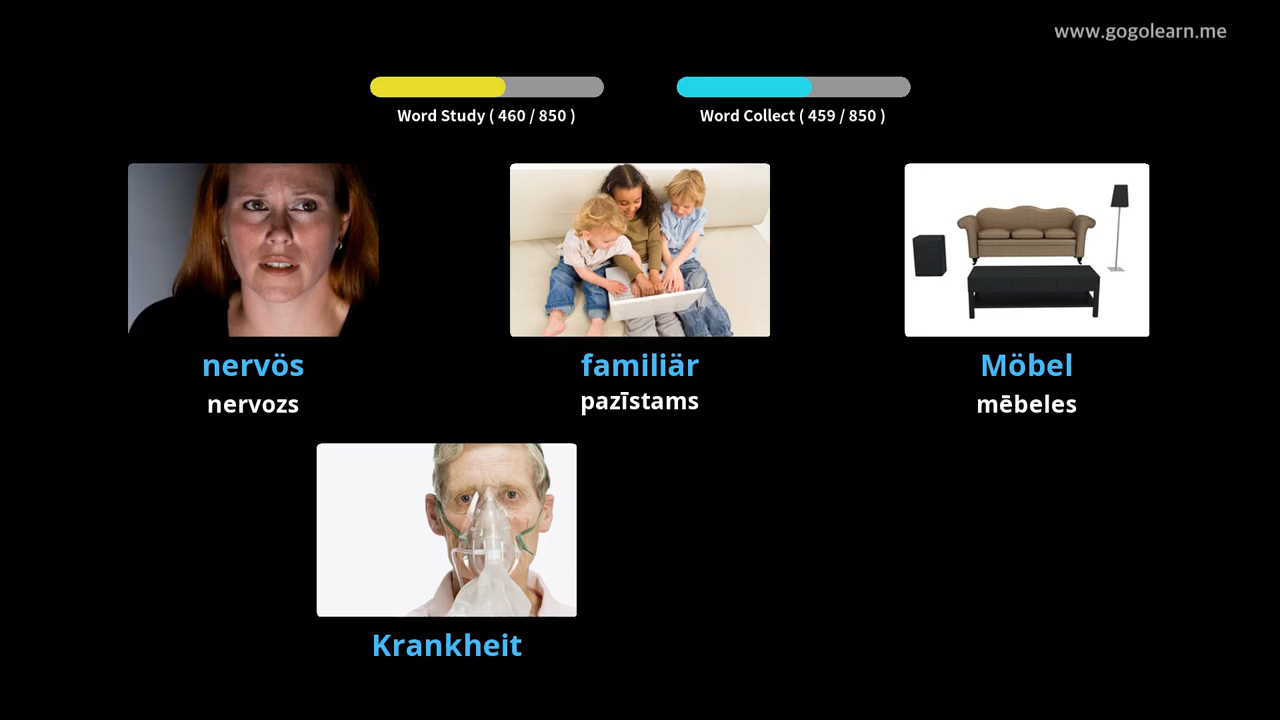 www.gogolearn.me
Word Study ( 460 / 850 )
Word Collect ( 459 / 850 )
nervös
nervozs
familiär
pazīstams
Möbel
mēbeles
Krankheit